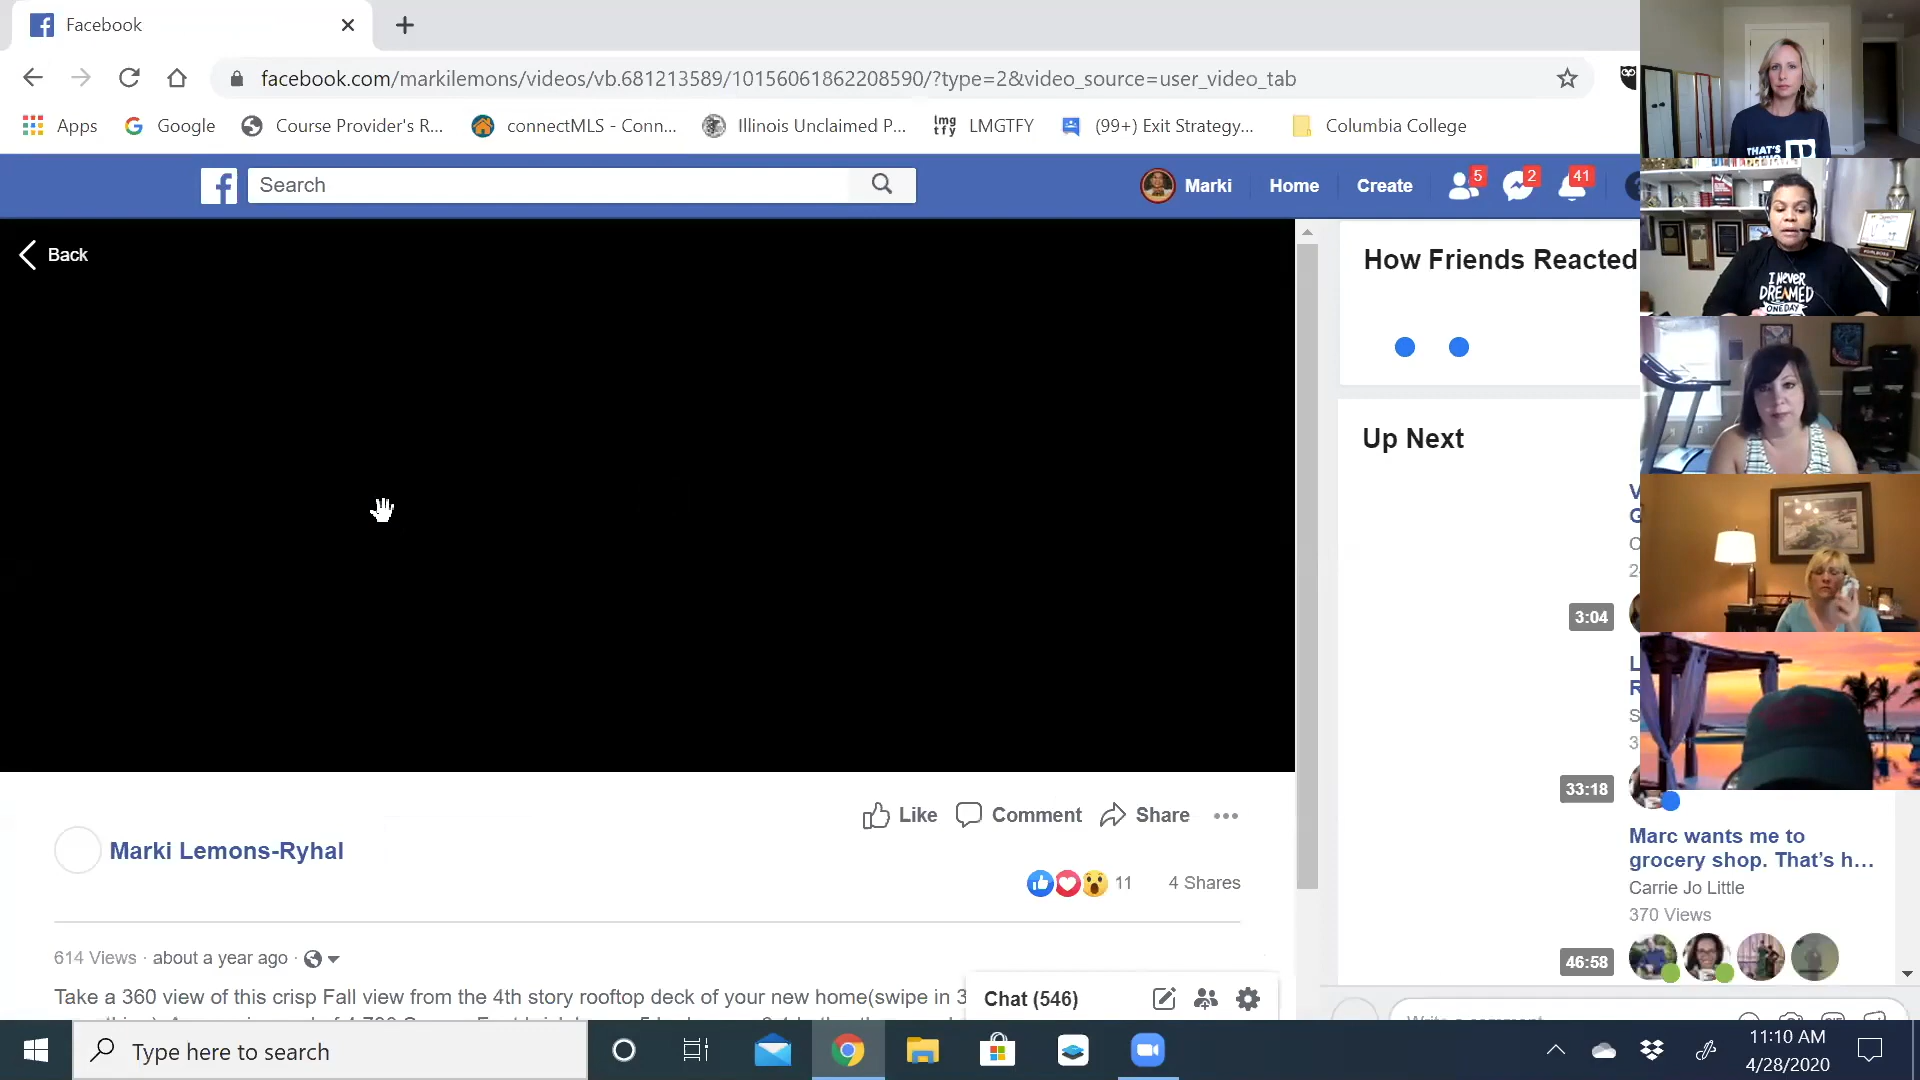 Facebook
facebook.com/markilemons/videos/vb.681213589/10156061862208590/?type=2&video_source=user_video_tab
Apps
Google
Course Provider's R...
connectMLS - Conn...
Illinois Unclaimed P...
lmg
tfy
LMGTFY
(99+) Exit Strategy...
Columbia College
Search
Marki
Home
Create
5
2
41
Back
How Friends Reacted
Up Next
3:04
33:18
Marc wants me to
grocery shop. That's h...
Carrie Jo Little
370 Views
46:58
Like
Comment
Share
Marki Lemons-Ryhal
11
4 Shares
614 Views · about a year ago ·
Take a 360 view of this crisp Fall view from the 4th story rooftop deck of your new home(swipe in 3
Chat (546)
Type here to search
11:10 AM
4/28/2020
THAT'S
I NEVER
DREAMED
ONE DAY